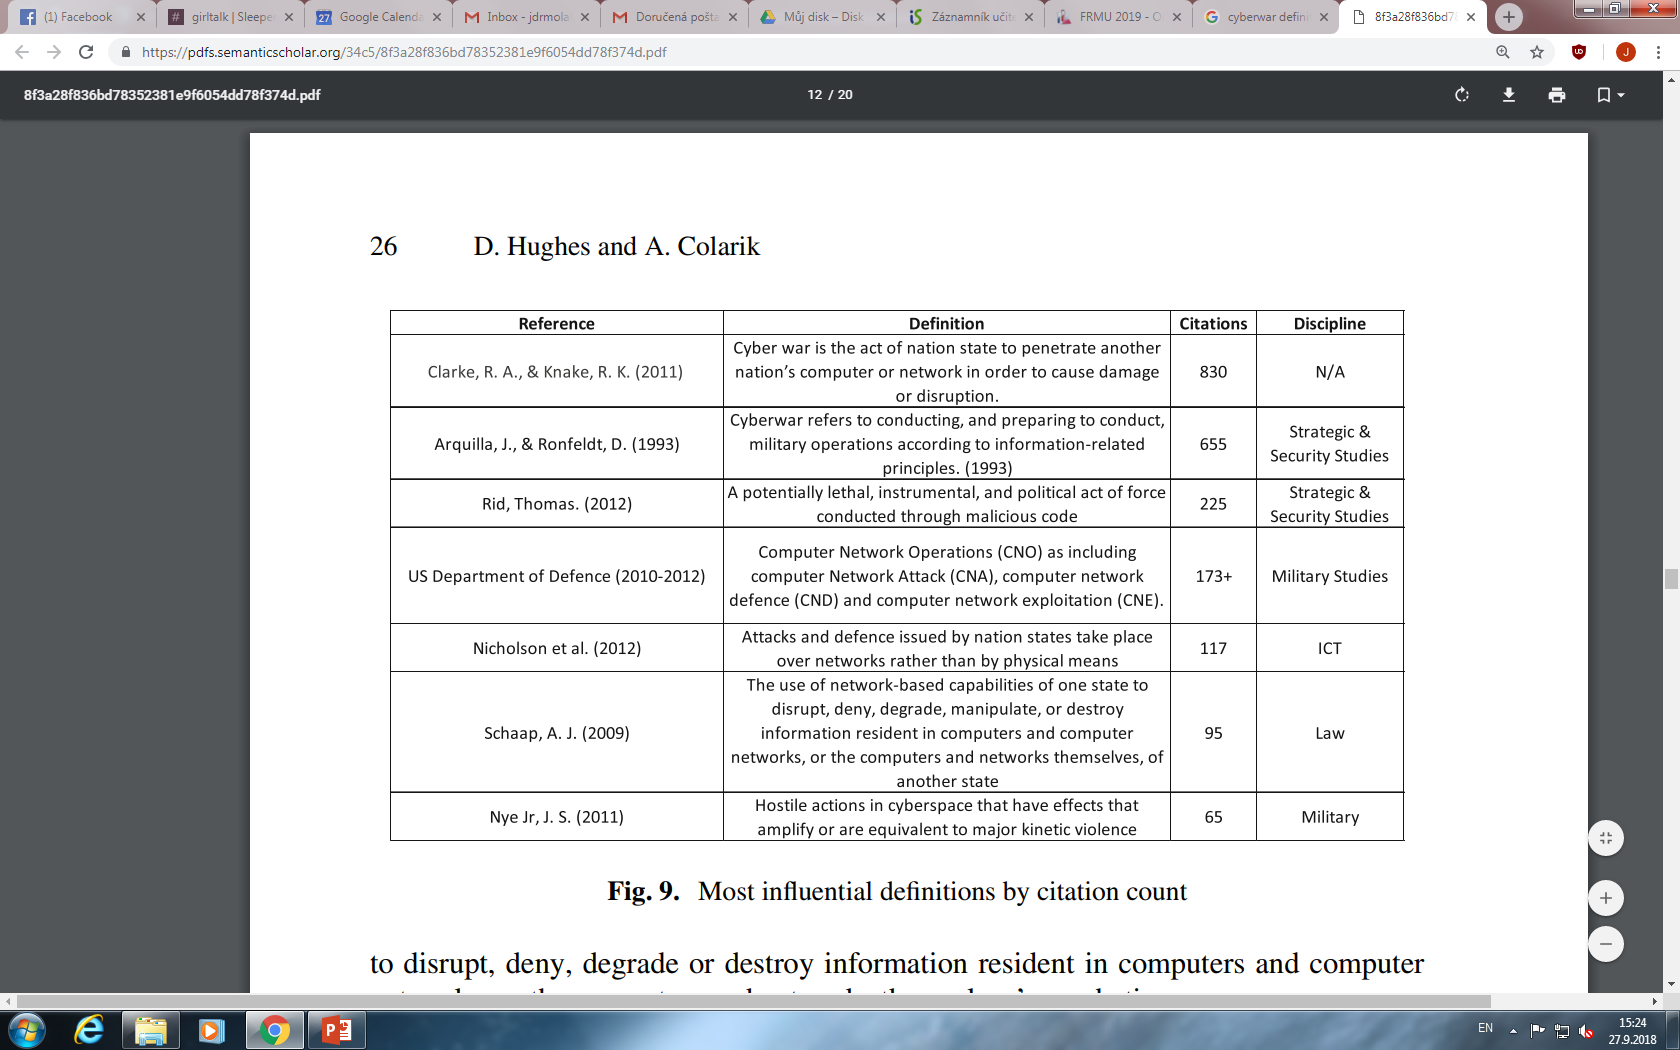 (1) Facebook
girltalk | Sleepe
27 Google Calenda
Inbox - jdrmola
Doručená pošta
Můj disk – Disk
Záznamník učite
FRMU 2019 - O
cyberwar defini
8f3a28f836bd78
https://pdfs.semanticscholar.org/34c5/8f3a28f836bd78352381e9f6054dd78f374d.pdf
J
8f3a28f836bd78352381e9f6054dd78f374d.pdf
12 / 20
26 D. Hughes and A. Colarik
Reference Definition Citations Discipline
Clarke, R. A., & Knake, R. K. (2011)
Cyber war is the act of nation state to penetrate another
nation's computer or network in order to cause damage
or disruption.
830
N/A
Arquilla, J., & Ronfeldt, D. (1993)
Cyberwar refers to conducting, and preparing to conduct,
military operations according to information-related
principles. (1993)
655
Strategic &
Security Studies
Rid, Thomas. (2012)
A potentially lethal, instrumental, and political act of force
conducted through malicious code
225
Strategic &
Security Studies
US Department of Defence (2010-2012)
Computer Network Operations (CNO) as including
computer Network Attack (CNA), computer network
defence (CND) and computer network exploitation (CNE).
173+
Military Studies
Nicholson et al. (2012)
Attacks and defence issued by nation states take place
over networks rather than by physical means
117
ICT
Schaap, A. J. (2009)
The use of network-based capabilities of one state to
disrupt, deny, degrade, manipulate, or destroy
information resident in computers and computer
networks, or the computers and networks themselves, of
another state
95
Law
Nye Jr, J. S. (2011)
Hostile actions in cyberspace that have effects that
amplify or are equivalent to major kinetic violence
65
Military
Fig. 9. Most influential definitions by citation count
to disrupt, deny, degrade or destroy information resident in computers and computer
EN
15:24
27.9.2018